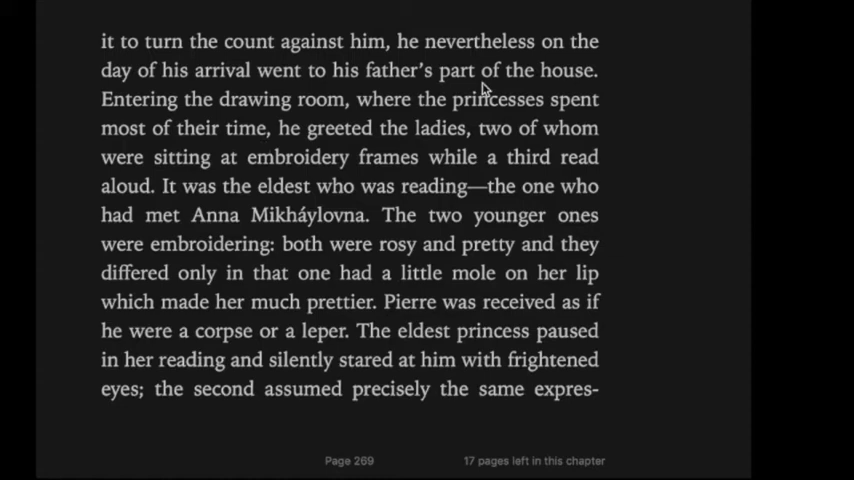 it to turn the count against him, he nevertheless on the
day of his arrival went to his father’s part of the house.
Entering the drawing room, where the princesses spent
most of their time, he greeted the ladies, two of whom
were sitting at embroidery frames while a third read
aloud. It was the eldest who was reading—the one who
had met Anna Mikháylovna. The two younger ones
were embroidering: both were rosy and pretty and they
differed only in that one had a little mole on her lip
which made her much prettier. Pierre was received as if
he were a corpse or a leper. The eldest princess paused
in her reading and silently stared at him with frightened
eyes; the second assumed precisely the same expres-
Page 269 17 pages left in this chapter